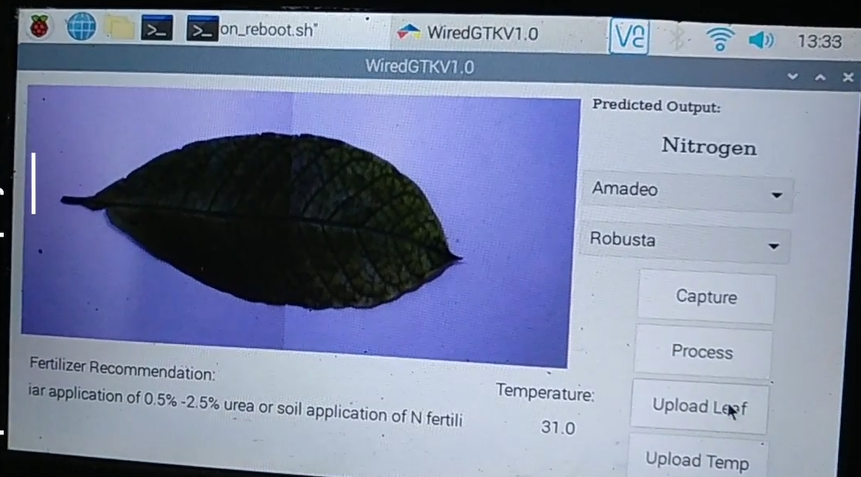 on_reboot.sh"
WiredGTKV1.0
13:33
WiredGTKV1.0
Predicted Output:
Nitrogen
Amadeo
Robusta
Capture
Process
Upload Leaf
Upload Temp
Fertilizer Recommendation:
iar application of 0.5% -2.5% urea or soil application of N fertili
Temperature:
31.0